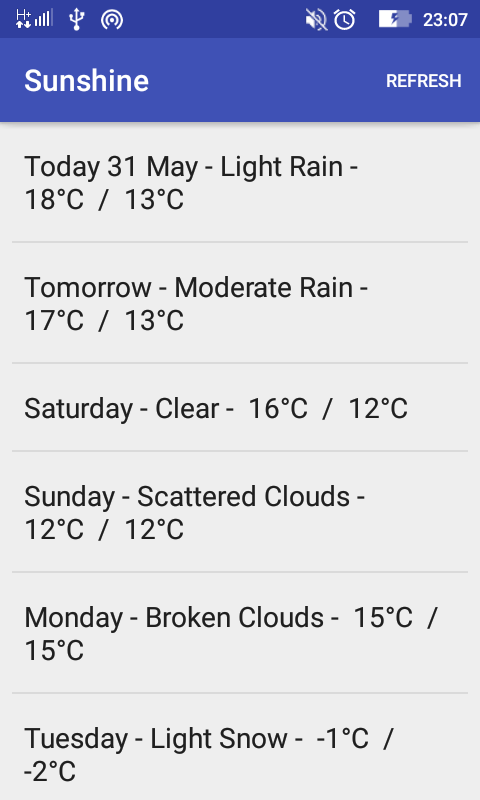 H+ 23:07
Sunshine REFRESH
Today 31 May - Light Rain -
18°C / 13°C
Tomorrow - Moderate Rain -
17°C / 13°C
Saturday - Clear - 16°C / 12°C
Sunday - Scattered Clouds -
12°C / 12°C
Monday - Broken Clouds - 15°C /
15°C
Tuesday - Light Snow - -1°C /
-2°C